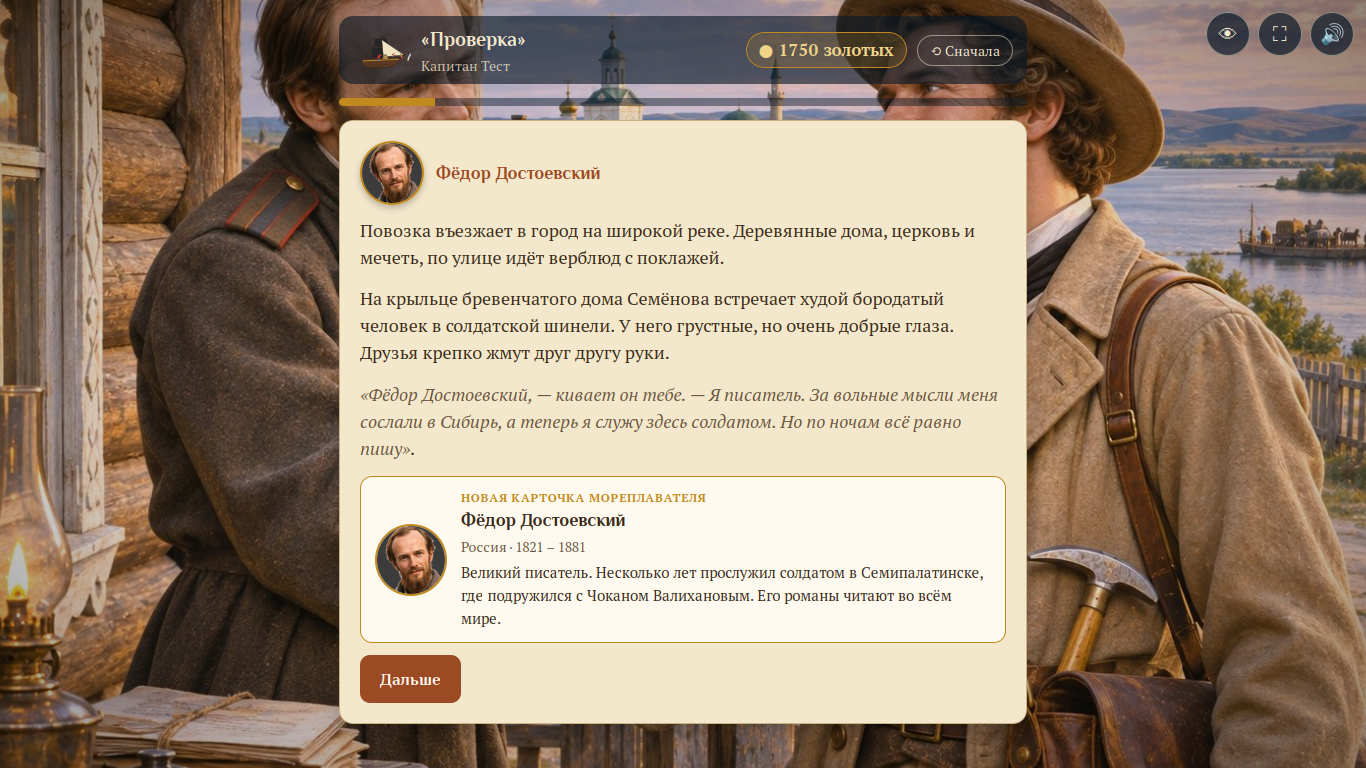 «Проверка»
Капитан Тест
1750 золотых
⟲ Сначала
Фёдор Достоевский
Повозка въезжает в город на широкой реке. Деревянные дома, церковь и
мечеть, по улице идёт верблюд с поклажей.
На крыльце бревенчатого дома Семёнова встречает худой бородатый
человек в солдатской шинели. У него грустные, но очень добрые глаза.
Друзья крепко жмут друг другу руки.
«Фёдор Достоевский, — кивает он тебе. — Я писатель. За вольные мысли меня
сослали в Сибирь, а теперь я служу здесь солдатом. Но по ночам всё равно
пишу».
НОВАЯ КАРТОЧКА МОРЕПЛАВАТЕЛЯ
Фёдор Достоевский
Россия · 1821 – 1881
Великий писатель. Несколько лет прослужил солдатом в Семипалатинске,
где подружился с Чоканом Валихановым. Его романы читают во всём
мире.
Дальше